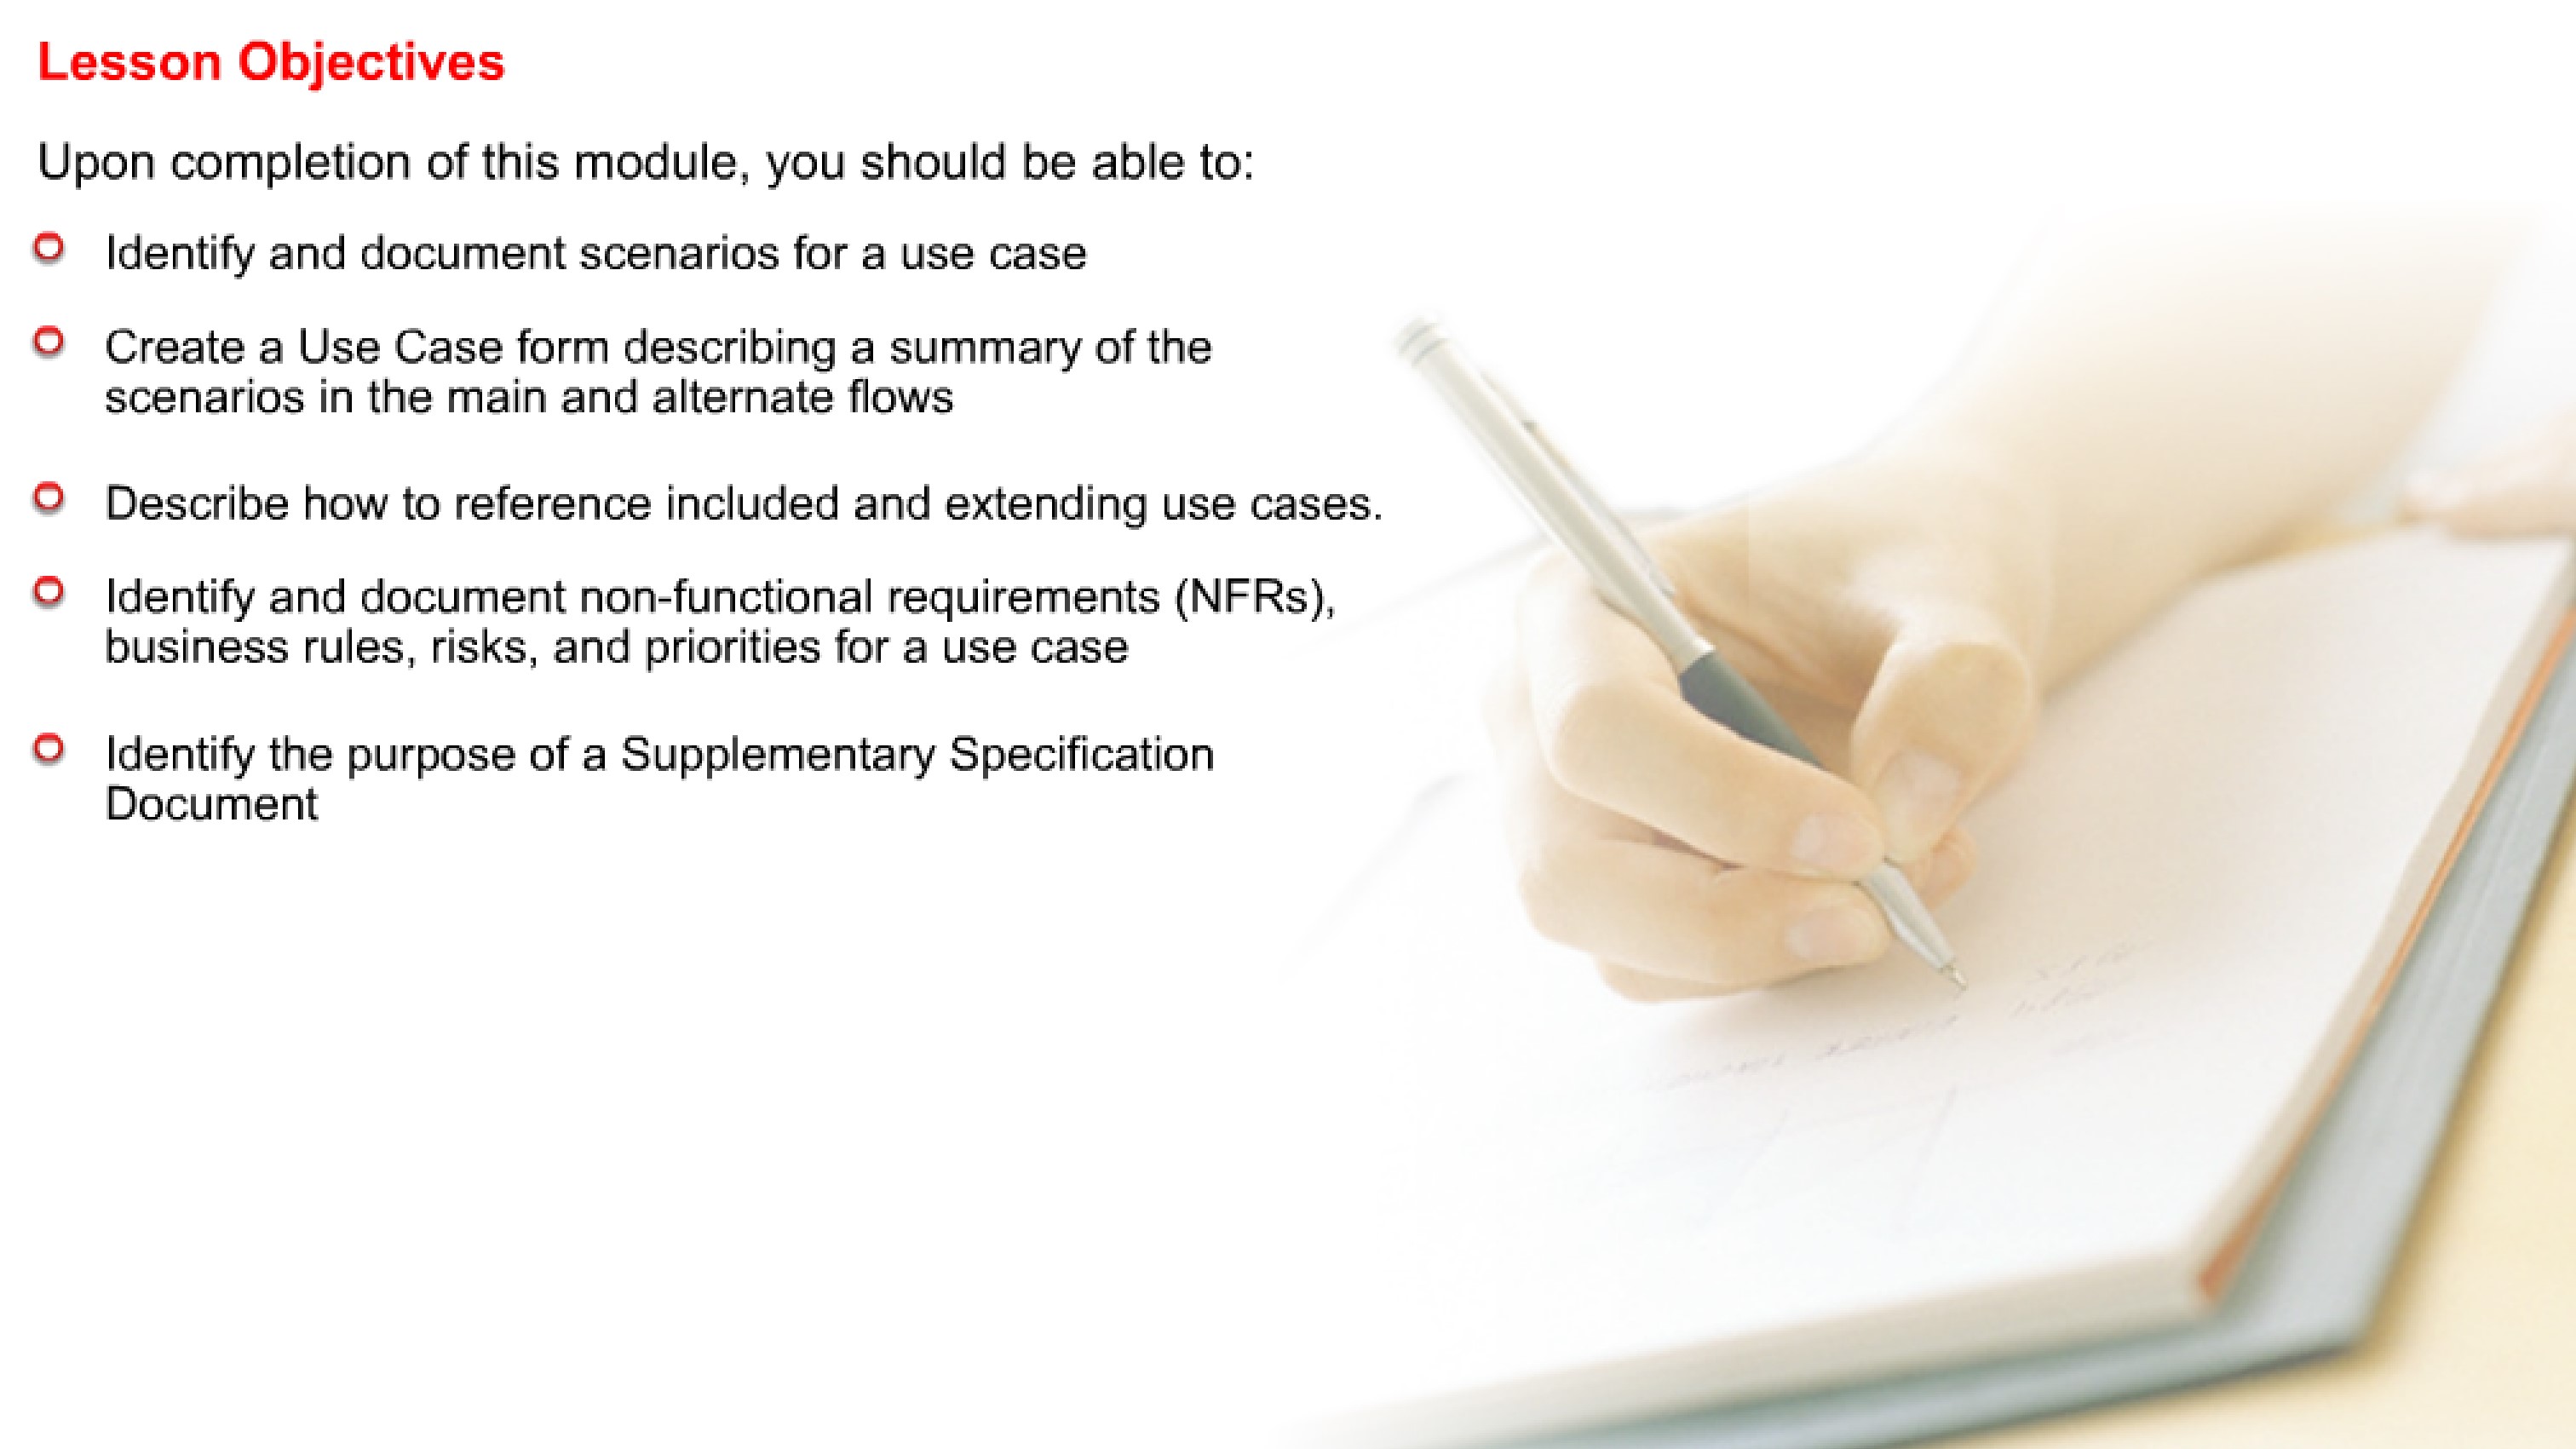 Lesson Objectives
Upon completion of this module, you should be able to:
Identify and document scenarios for a use case
Create a Use Case form describing a summary of the
scenarios in the main and alternate flows
Describe how to reference included and extending use cases.
Identify and document non-functional requirements (NFRs),
business rules, risks, and priorities for a use case
Identify the purpose of a Supplementary Specification
Document